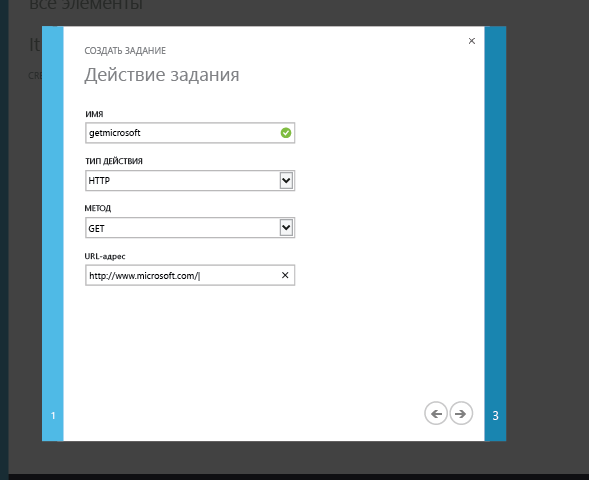 все элементы
It
CRE
СОЗДАТЬ ЗАДАНИЕ
Действие задания
ИМЯ
getmicrosoft
ТИП ДЕЙСТВИЯ
HTTP
МЕТОД
GET
URL-адрес
http://www.microsoft.com/
1
3